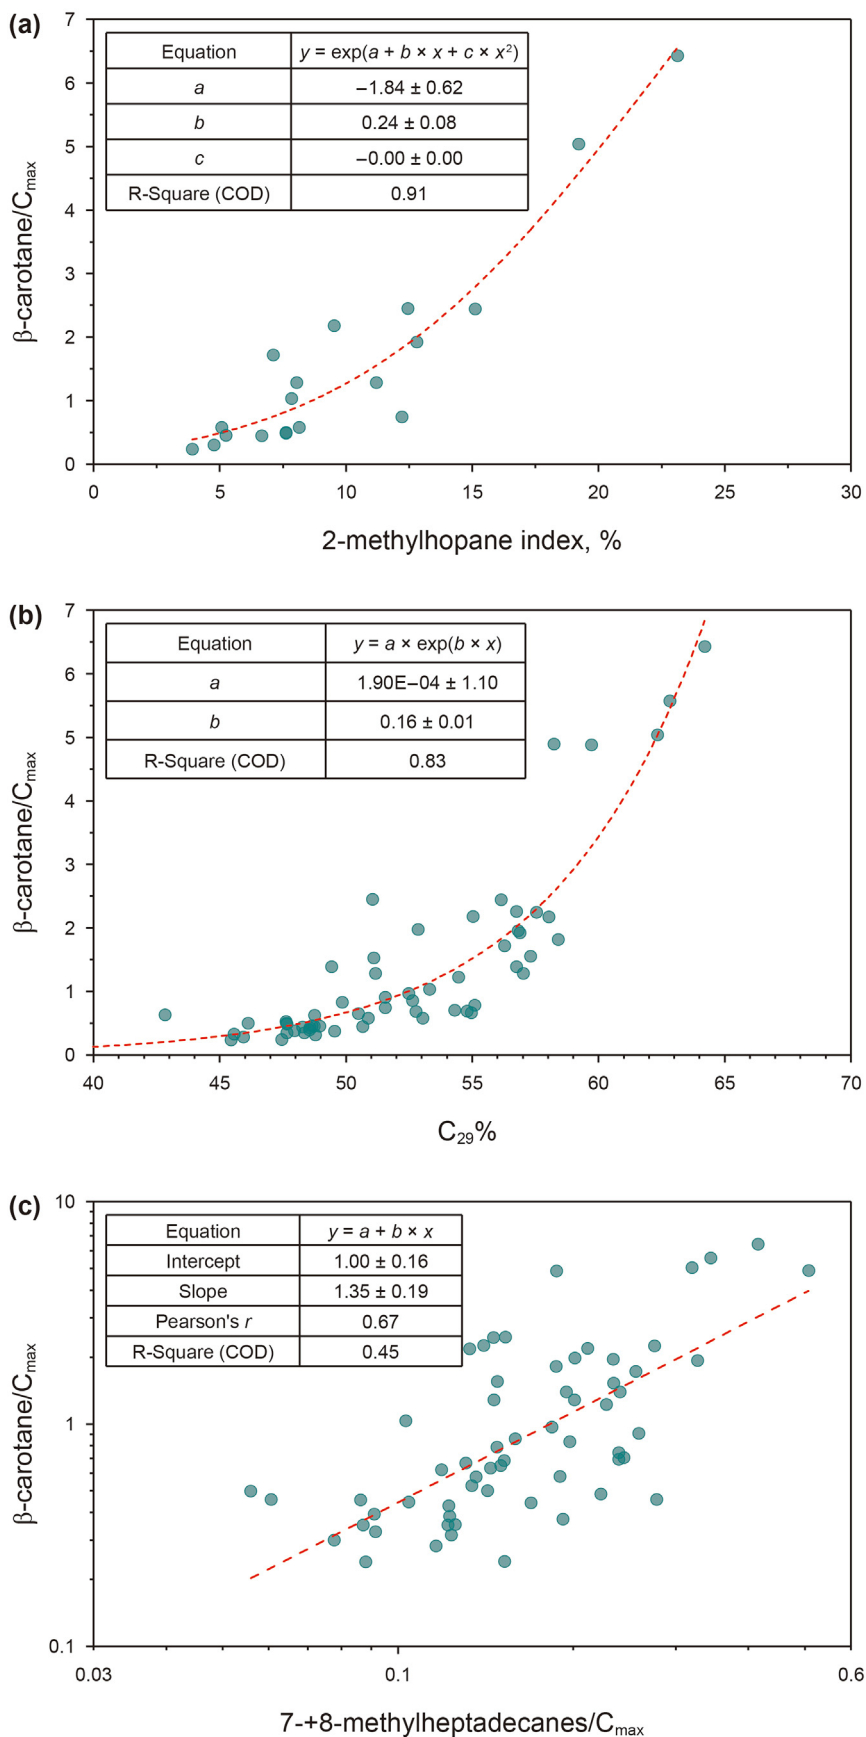 (a)
7
6
5
4
3
2
1
0
β-carotane/Cmax
Equation y = exp(a + b × x + c × x²)
a −1.84 ± 0.62
b 0.24 ± 0.08
c −0.00 ± 0.00
R-Square (COD) 0.91
0 5 10 15 20 25 30
2-methylhopane index, %
(b)
7
6
5
4
3
2
1
0
β-carotane/Cmax
Equation y = a × exp(b × x)
a 1.90E−04 ± 1.10
b 0.16 ± 0.01
R-Square (COD) 0.83
40 45 50 55 60 65 70
C₂₉%
(c)
10
1
0.1
β-carotane/Cmax
Equation y = a + b × x
Intercept 1.00 ± 0.16
Slope 1.35 ± 0.19
Pearson's r 0.67
R-Square (COD) 0.45
0.03 0.1 0.6
7-+8-methylheptadecanes/Cmax